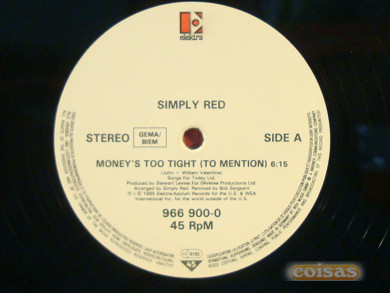 elektra
SIMPLY RED
STEREO
GEMA/
BIEM
SIDE A
MONEY'S TOO TIGHT (TO MENTION) 6:15
(John + William Valentine)
Songs For Today Ltd.
Produced by Stewart Levine For Oliverea Productions Ltd.
Arranged by Simply Red, Remixed by Bob Sargeant
℗ + © 1985 Elektra/Asylum Records for the U.S. & WEA
International Inc. for the world outside of the U.S.
966 900-0
45 RpM
45
coisas